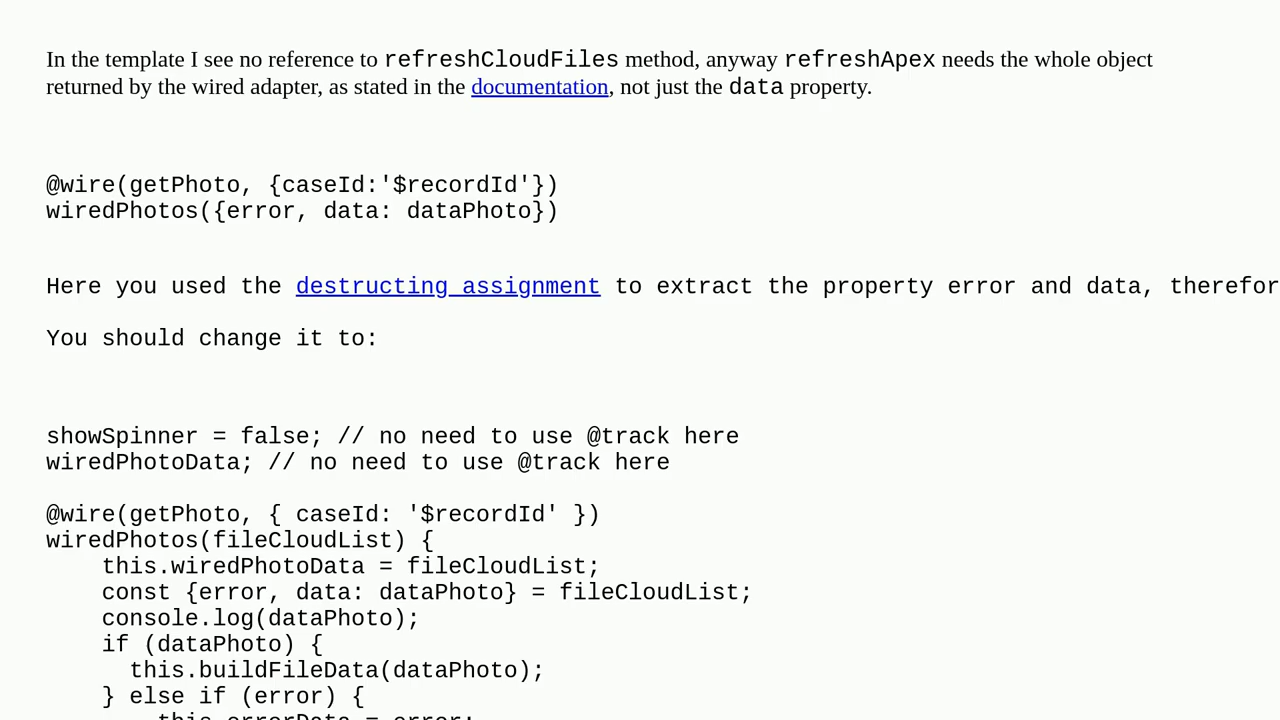 In the template I see no reference to refreshCloudFiles method, anyway refreshApex needs the whole object
returned by the wired adapter, as stated in the documentation, not just the data property.
@wire(getPhoto, {caseId:'$recordId'})
wiredPhotos({error, data: dataPhoto})
Here you used the destructing assignment to extract the property error and data,
You should change it to:
showSpinner = false; // no need to use @track here
wiredPhotoData; // no need to use @track here
@wire(getPhoto, { caseId: '$recordId' })
wiredPhotos(fileCloudList) {
    this.wiredPhotoData = fileCloudList;
    const {error, data: dataPhoto} = fileCloudList;
    console.log(dataPhoto);
    if (dataPhoto) {
      this.buildFileData(dataPhoto);
    } else if (error) {
        this.errorData = error;